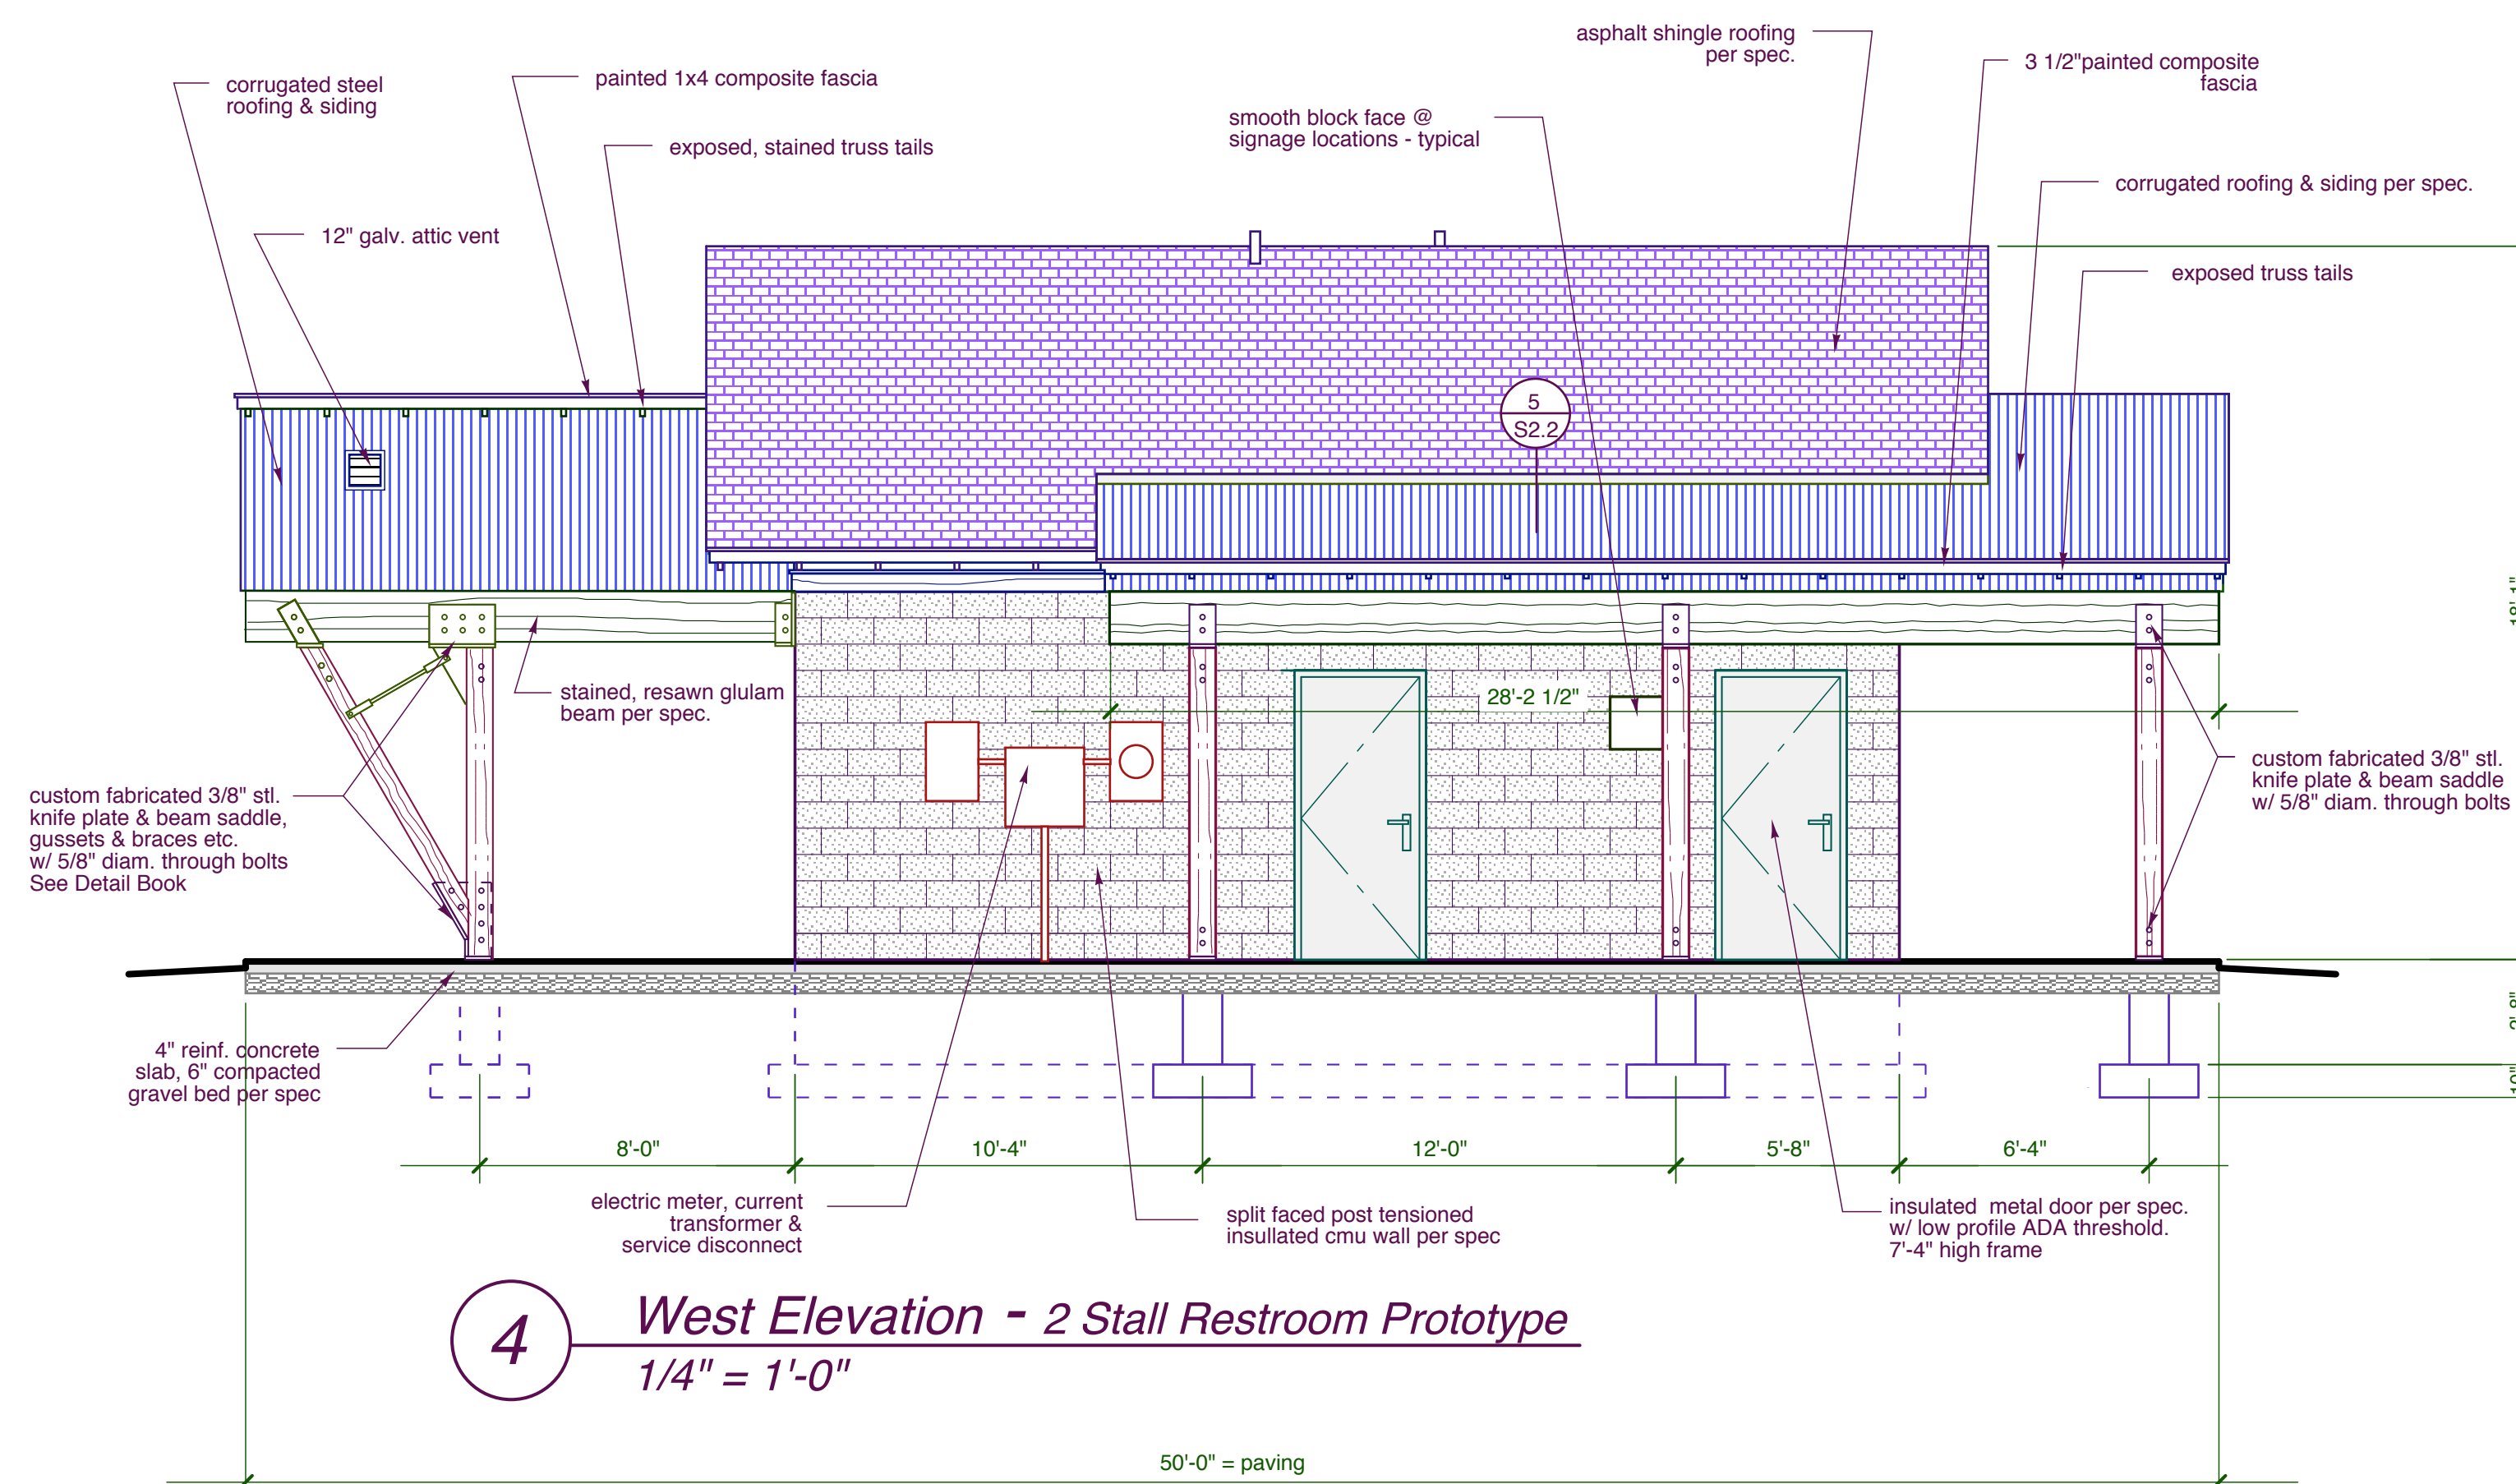 asphalt shingle roofing
per spec.
3 1/2"painted composite
fascia
corrugated steel
roofing & siding
painted 1x4 composite fascia
smooth block face @
signage locations - typical
exposed, stained truss tails
corrugated roofing & siding per spec.
12" galv. attic vent
exposed truss tails
5
S2.2
stained, resawn glulam
beam per spec.
28'-2 1/2"
custom fabricated 3/8" stl.
knife plate & beam saddle,
gussets & braces etc.
w/ 5/8" diam. through bolts
See Detail Book
custom fabricated 3/8" stl.
knife plate & beam saddle
w/ 5/8" diam. through bolts
4" reinf. concrete
slab, 6" compacted
gravel bed per spec
8'-0"
10'-4"
12'-0"
5'-8"
6'-4"
electric meter, current
transformer &
service disconnect
split faced post tensioned
insullated cmu wall per spec
insulated metal door per spec.
w/ low profile ADA threshold.
7'-4" high frame
4
West Elevation - 2 Stall Restroom Prototype
1/4" = 1'-0"
50'-0" = paving